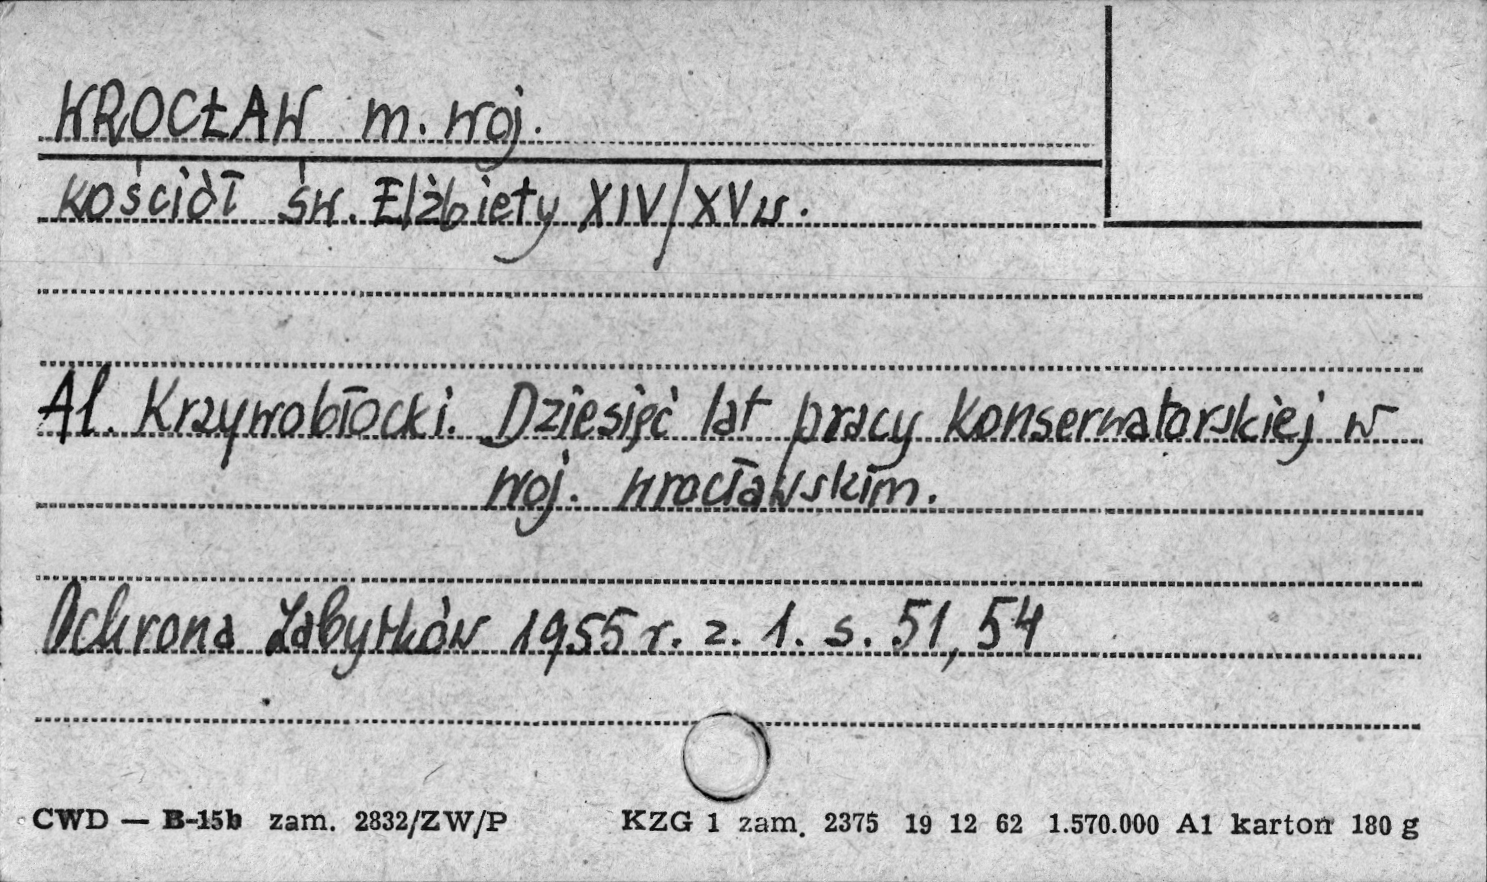 WROCŁAW m. woj.
kościół św. Elżbiety XIV/XV w.
Al. Krzywobłocki. Dziesięć lat pracy konserwatorskiej w
woj. wrocławskim.
Ochrona Zabytków 1955 r. z. 1. s. 51, 54
CWD — B-15b zam. 2832/ZW/P KZG 1 zam. 2375 19 12 62 1.570.000 A1 karton 180 g